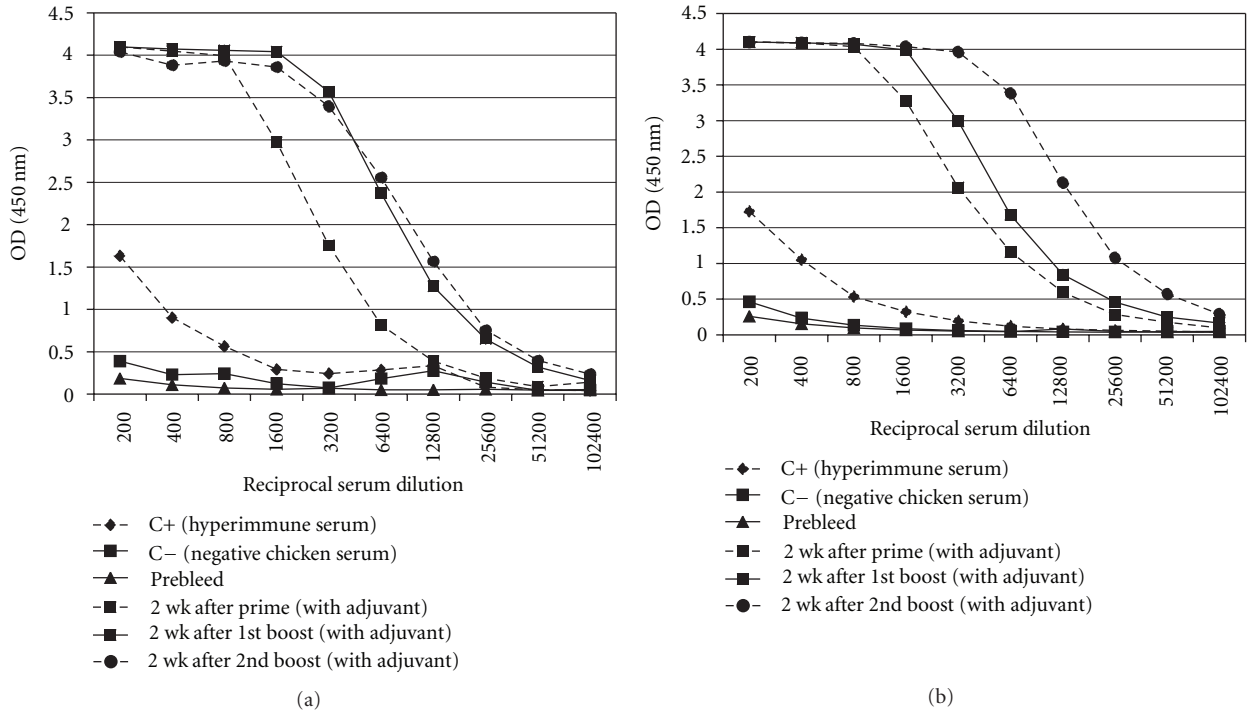 4.5
4
3.5
3
2.5
2
1.5
1
0.5
0
OD (450 nm)
200
400
800
1600
3200
6400
12800
25600
51200
102400
Reciprocal serum dilution
C+ (hyperimmune serum)
C− (negative chicken serum)
Prebleed
2 wk after prime (with adjuvant)
2 wk after 1st boost (with adjuvant)
2 wk after 2nd boost (with adjuvant)
(a)
4.5
4
3.5
3
2.5
2
1.5
1
0.5
0
OD (450 nm)
200
400
800
1600
3200
6400
12800
25600
51200
102400
Reciprocal serum dilution
C+ (hyperimmune serum)
C− (negative chicken serum)
Prebleed
2 wk after prime (with adjuvant)
2 wk after 1st boost (with adjuvant)
2 wk after 2nd boost (with adjuvant)
(b)